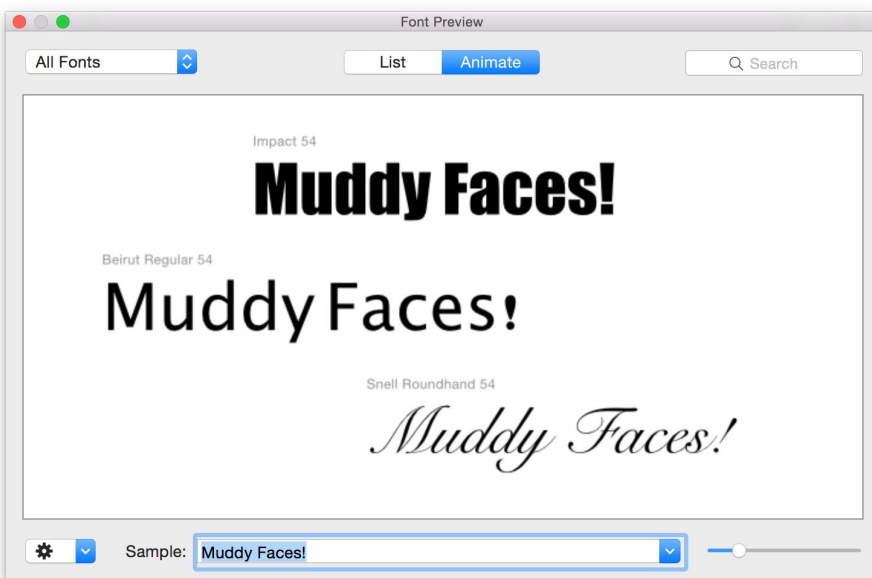 Font Preview
All Fonts
List
Animate
Search
Impact 54
Muddy Faces!
Beirut Regular 54
Muddy Faces!
Snell Roundhand 54
Muddy Faces!
Sample:
Muddy Faces!